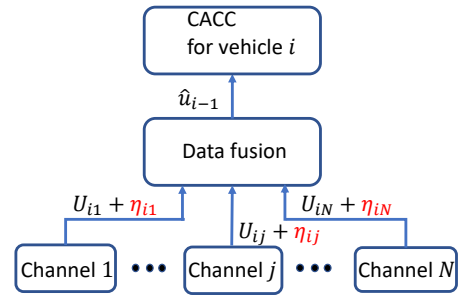 CACC
for vehicle 𝑖
û_{i−1}
Data fusion
U_{i1} + η_{i1}
U_{iN} + η_{iN}
U_{ij} + η_{ij}
Channel 1 ••• Channel j ••• Channel N